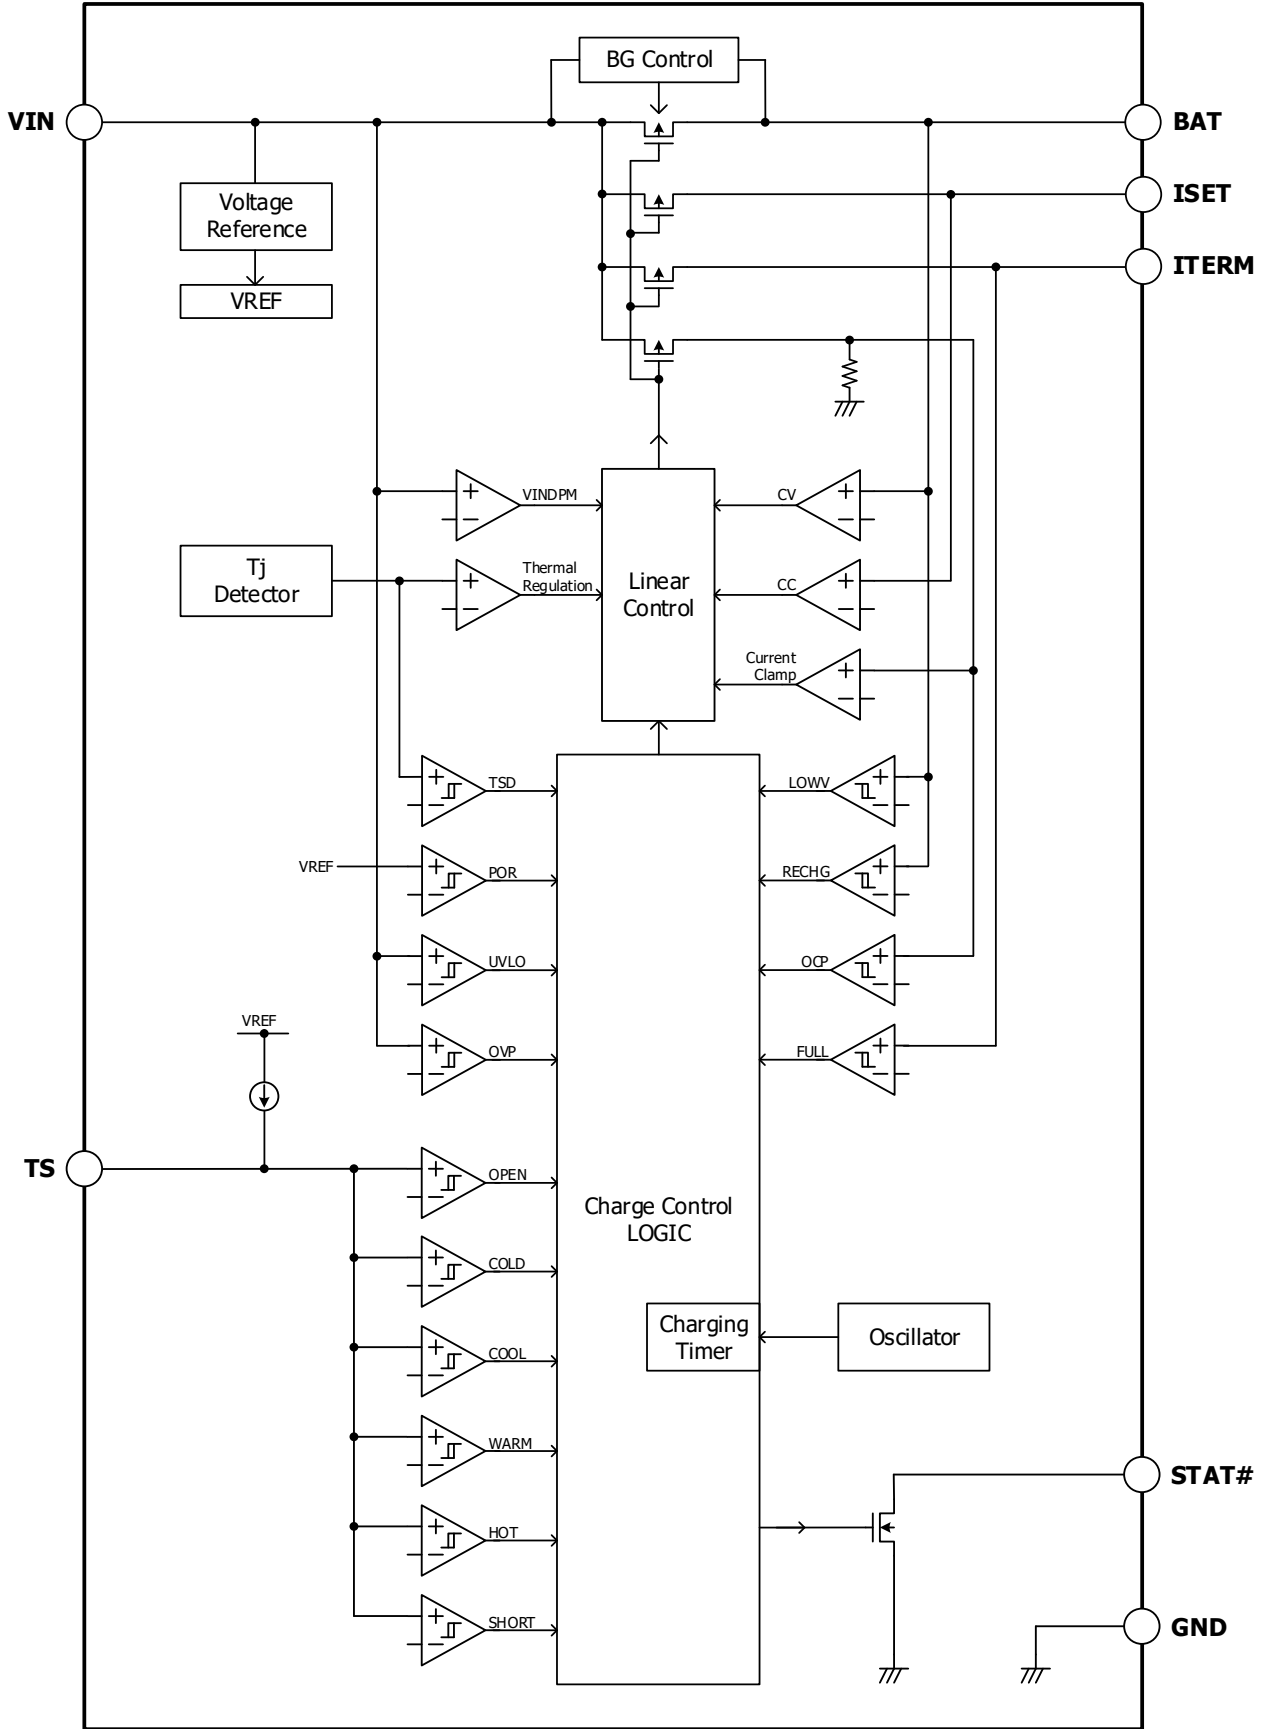 BG Control
VIN
BAT
Voltage
Reference
ISET
ITERM
VREF
VINDPM
CV
Tj
Detector
Thermal
Regulation
Linear
Control
CC
Current
Clamp
TSD
LOWV
VREF
POR
RECHG
UVLO
OCP
VREF
OVP
FULL
TS
OPEN
Charge Control
LOGIC
COLD
Charging
Timer
Oscillator
COOL
WARM
STAT#
HOT
SHORT
GND